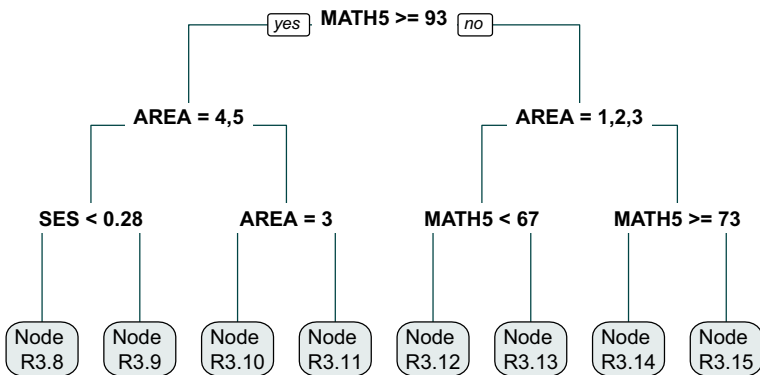 yes MATH5 >= 93 no
AREA = 4,5 AREA = 1,2,3
SES < 0.28 AREA = 3 MATH5 < 67 MATH5 >= 73
Node Node Node Node Node Node Node Node
R3.8 R3.9 R3.10 R3.11 R3.12 R3.13 R3.14 R3.15